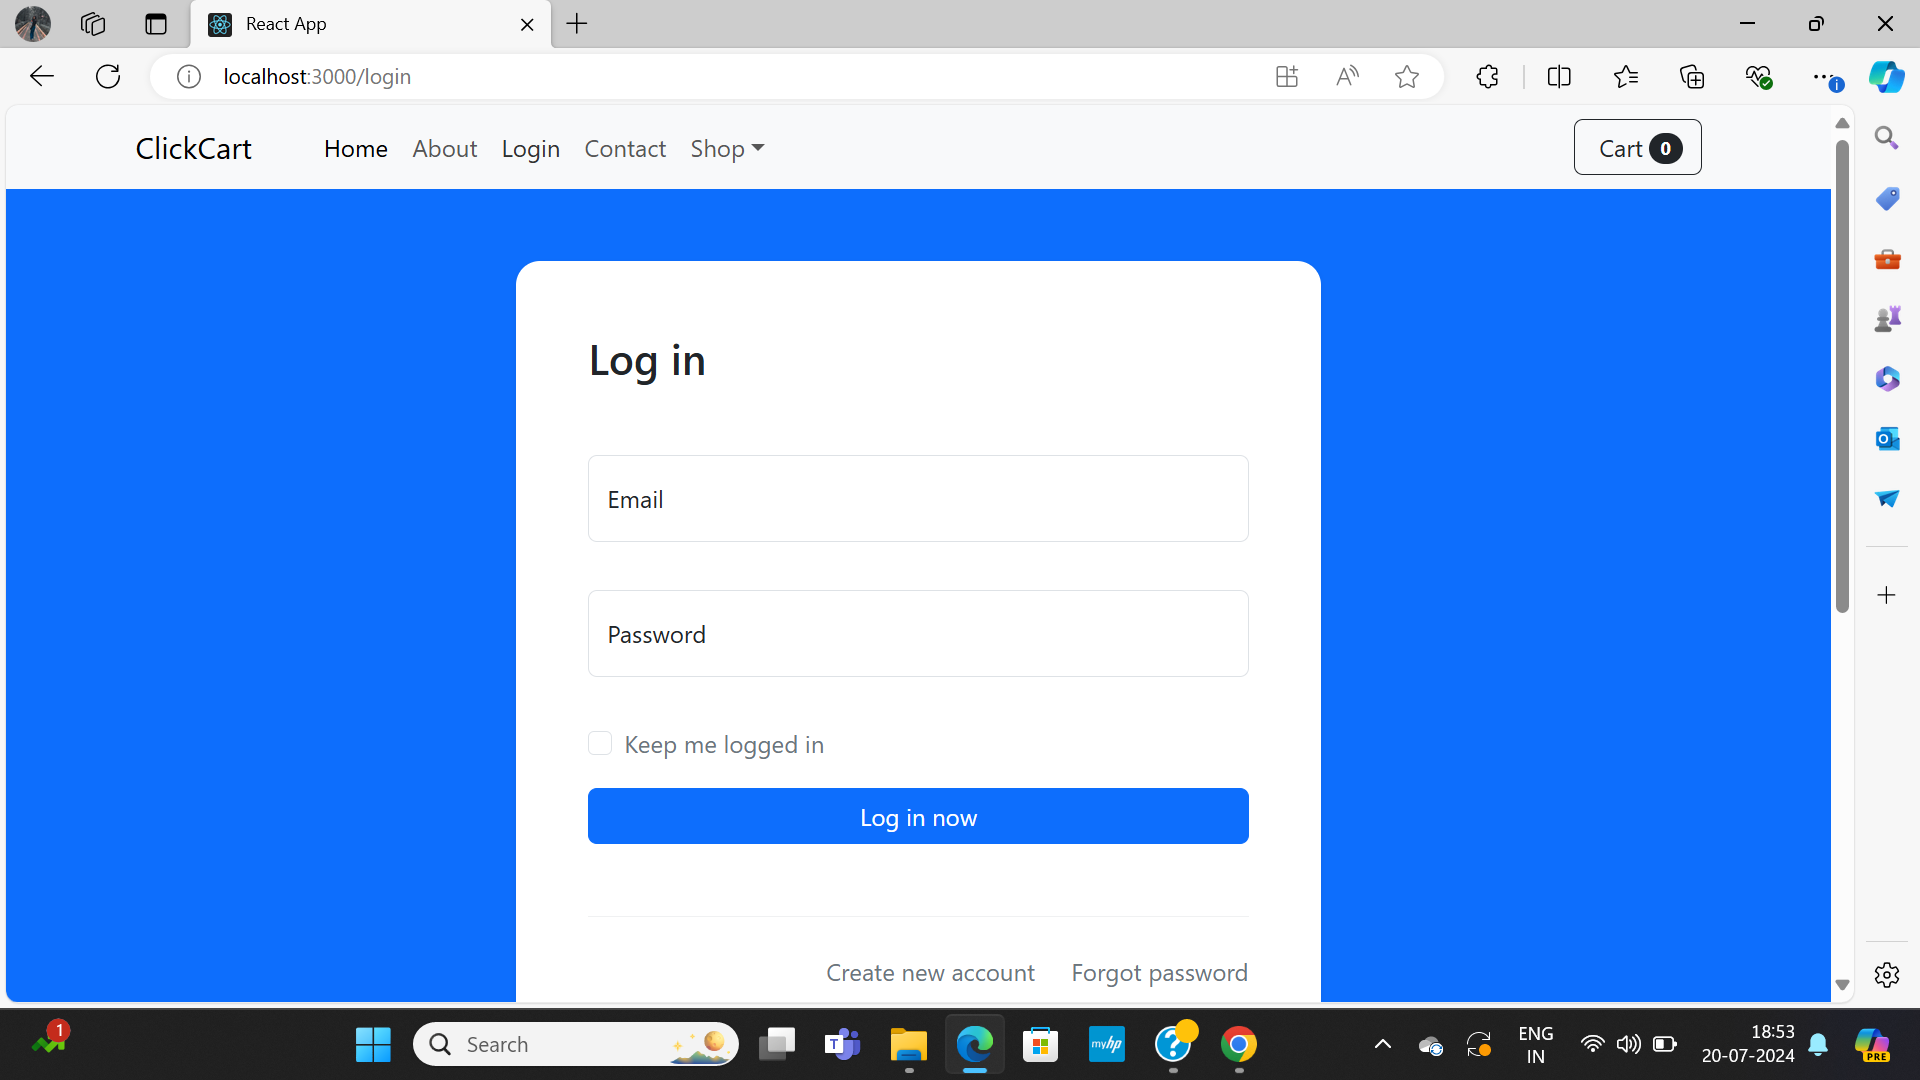 React App
localhost:3000/login
ClickCart Home About Login Contact Shop Cart 0
Log in
Email
Password
Keep me logged in
Log in now
Create new account Forgot password
1
Search
T
myhp
?
ENG
IN
18:53
20-07-2024
PRE